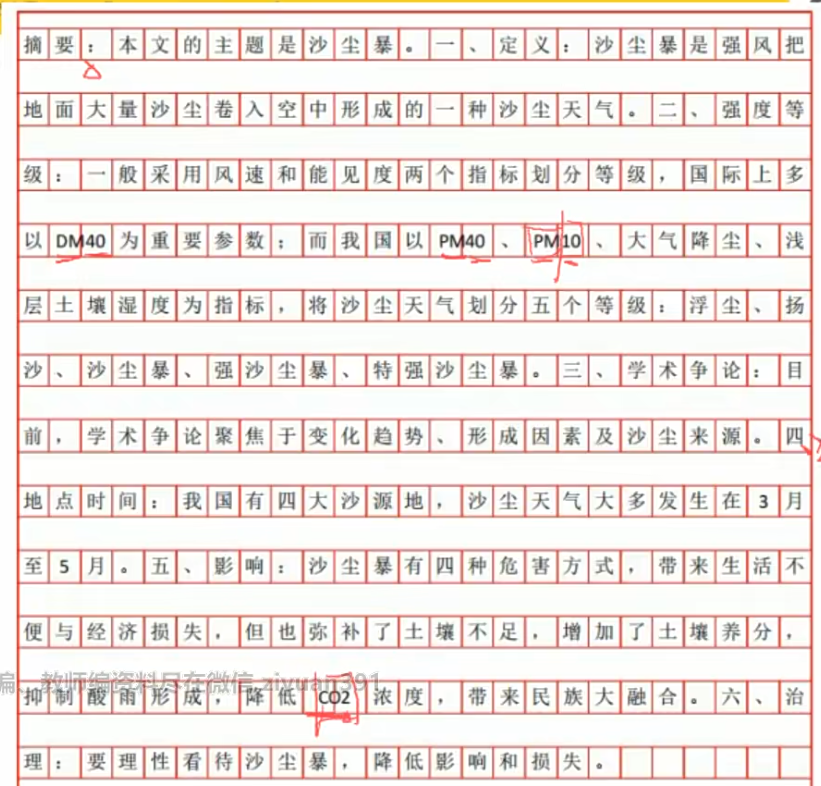 摘要：本文的主题是沙尘暴。一、定义：沙尘暴是强风把
地面大量沙尘卷入空中形成的一种沙尘天气。二、强度等
级：一般采用风速和能见度两个指标划分等级，国际上多
以DM40为重要参数；而我国以PM40、PM10、大气降尘、浅
层土壤湿度为指标，将沙尘天气划分五个等级：浮尘、扬
沙、沙尘暴、强沙尘暴、特强沙尘暴。三、学术争论：目
前，学术争论聚焦于变化趋势、形成因素及沙尘来源。四
地点时间：我国有四大沙源地，沙尘天气大多发生在3月
至5月。五、影响：沙尘暴有四种危害方式，带来生活不
便与经济损失，但也弥补了土壤不足，增加了土壤养分，
编、教师编资料尽在微信 ziyuan391
抑制酸雨形成，降低CO2浓度，带来民族大融合。六、治
理：要理性看待沙尘暴，降低影响和损失。